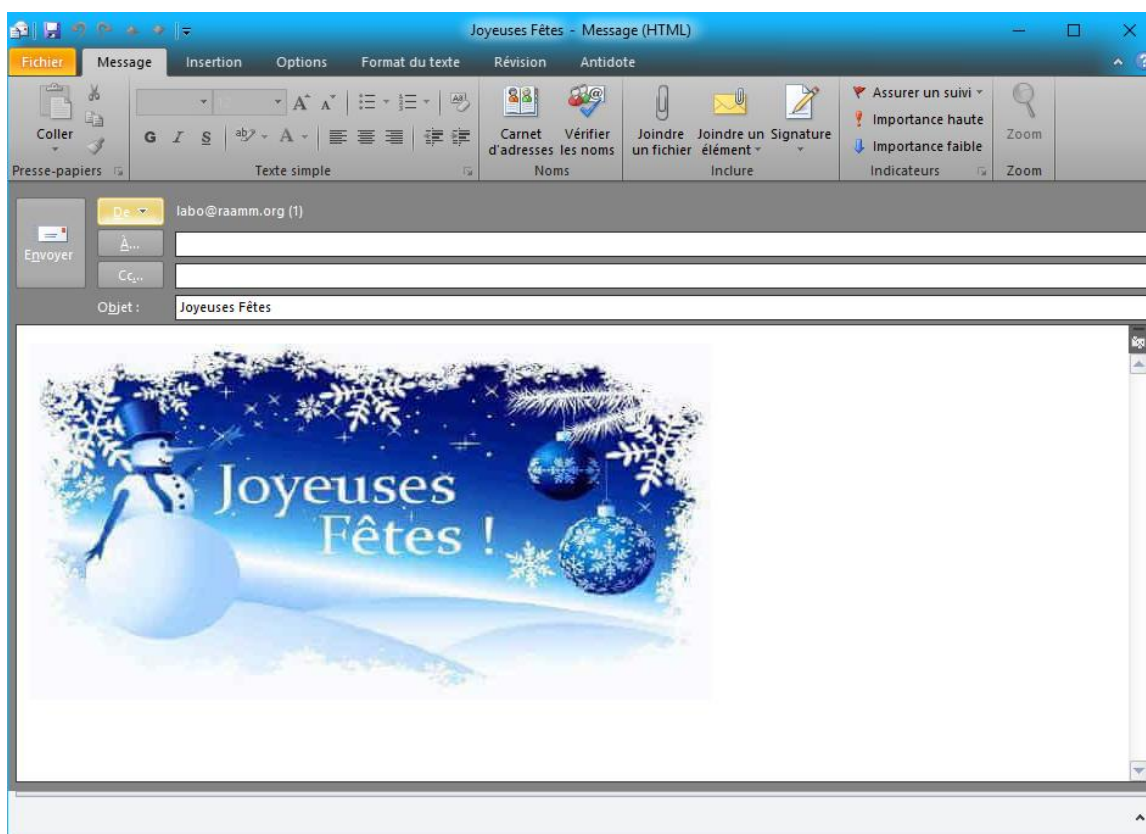 Joyeuses Fêtes - Message (HTML)
Fichier Message Insertion Options Format du texte Révision Antidote
Coller
Presse-papiers
G I S
Texte simple
Carnet d'adresses
Vérifier les noms
Noms
Joindre un fichier
Joindre un élément
Signature
Inclure
Assurer un suivi
Importance haute
Importance faible
Indicateurs
Zoom
Zoom
Envoyer
De
labo@raamm.org (1)
À...
Cc...
Objet :
Joyeuses Fêtes
Joyeuses
Fêtes !